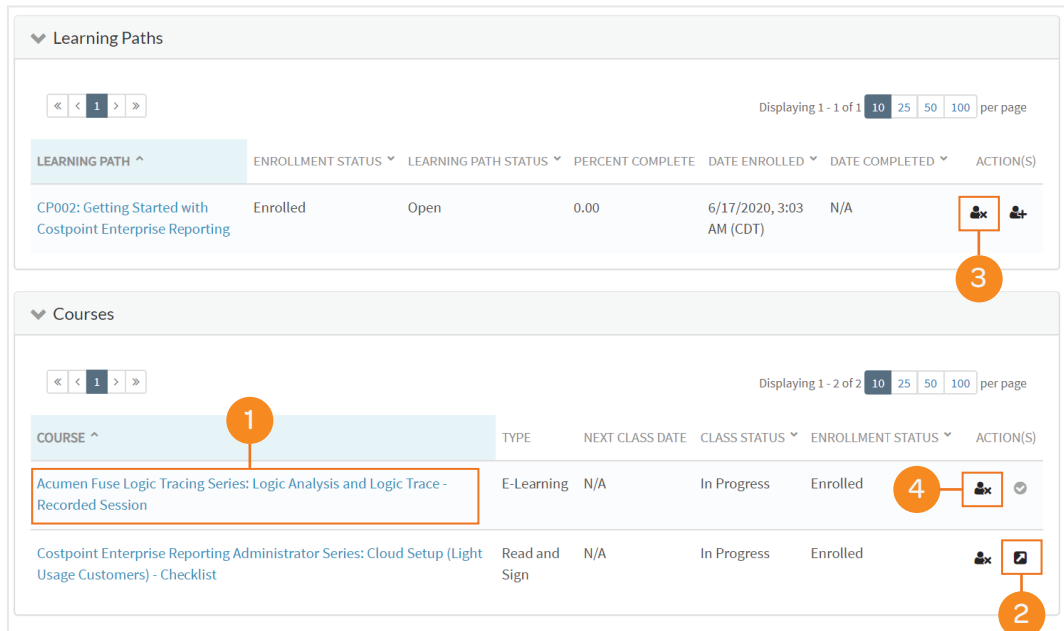 Learning Paths
« < 1 > »
Displaying 1 - 1 of 1 10 25 50 100 per page
LEARNING PATH ENROLLMENT STATUS LEARNING PATH STATUS PERCENT COMPLETE DATE ENROLLED DATE COMPLETED ACTION(S)
CP002: Getting Started with Enrolled Open 0.00 6/17/2020, 3:03 N/A
Costpoint Enterprise Reporting AM (CDT)
3
Courses
« < 1 > »
Displaying 1 - 2 of 2 10 25 50 100 per page
1
COURSE TYPE NEXT CLASS DATE CLASS STATUS ENROLLMENT STATUS ACTION(S)
Acumen Fuse Logic Tracing Series: Logic Analysis and Logic Trace - E-Learning N/A In Progress Enrolled 4
Recorded Session
Costpoint Enterprise Reporting Administrator Series: Cloud Setup (Light Read and N/A In Progress Enrolled
Usage Customers) - Checklist Sign
2